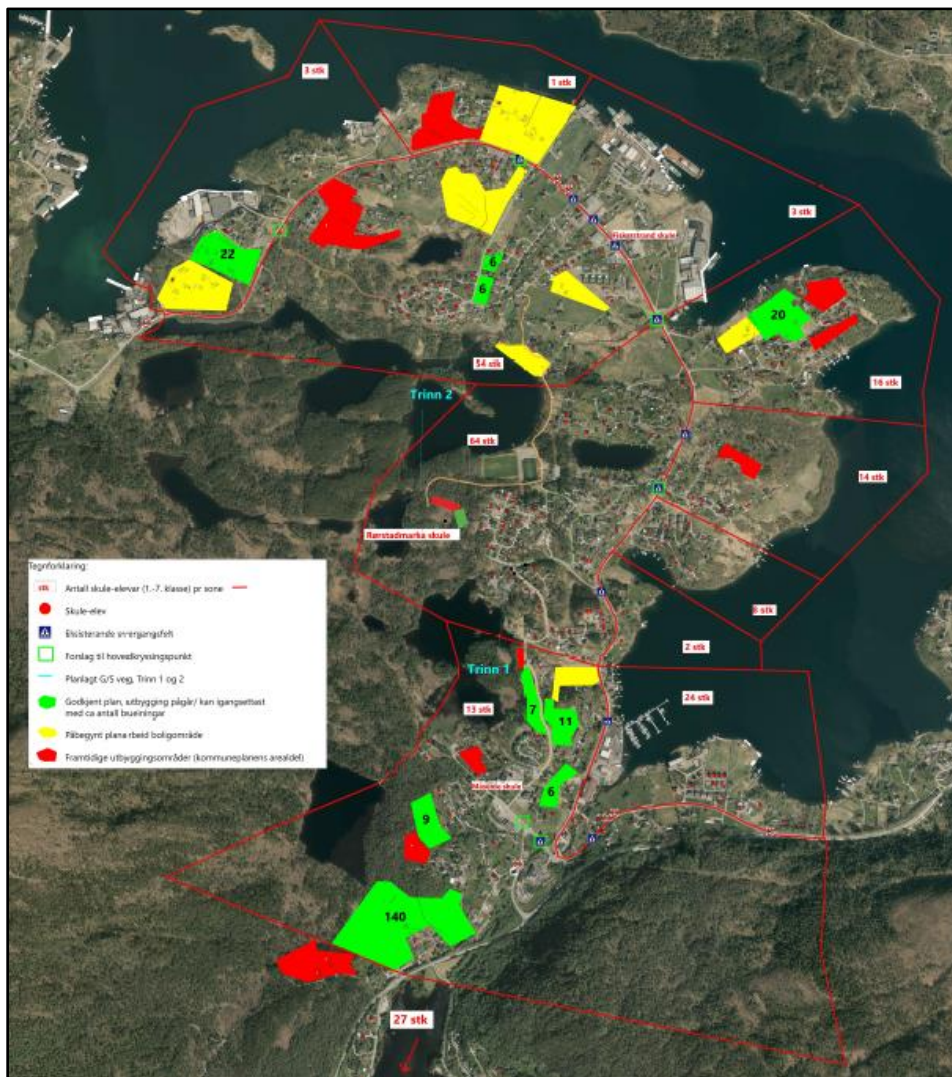 3 stk
1 stk
3 stk
22
6
6
Fiskerstrand skule
20
54 stk
Trinn 2
16 stk
64 stk
14 stk
Rørstadmarka skule
8 stk
2 stk
Trinn 1
24 stk
13 stk
7
11
6
9
140
27 stk
Tegnforklaring:
stk Antall skule-elevar (1.-7. klasse) pr sone
Skule-elev
Eksisterande
Forslag til hovedkryssingspunkt
Planlagt G/S veg, Trinn 1 og 2
Godkjent plan, utbygging pågår/ kan igangsettast
med ca antall bueiningar
Påbegynt planarbeid boligområde
Framtidige utbyggingsområder (kommuneplanens arealdel)